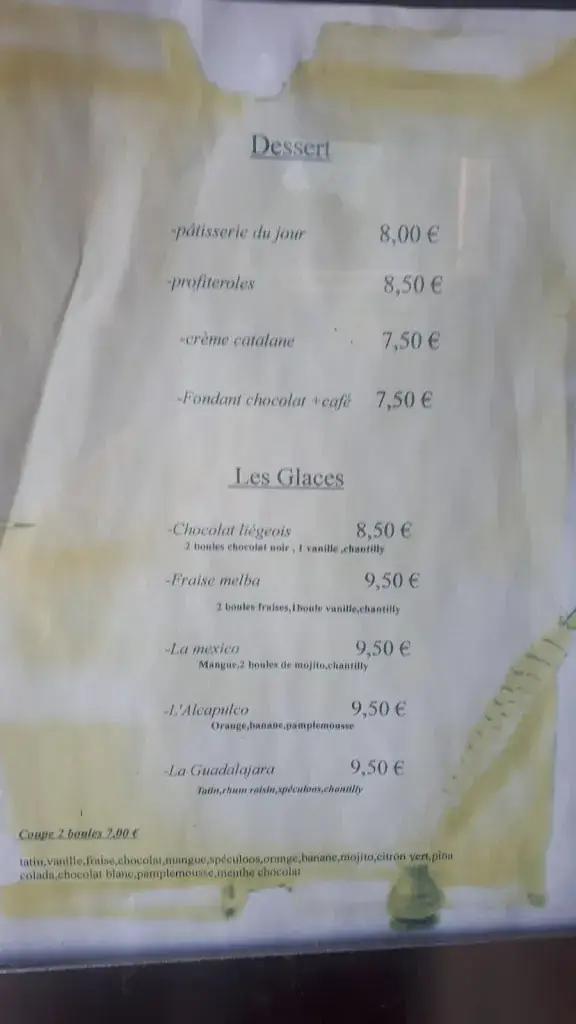 Dessert
-pâtisserie du jour 8,00 €
-profiteroles 8,50 €
-crème catalane 7,50 €
-Fondant chocolat +café 7,50 €
Les Glaces
-Chocolat liégeois 8,50 €
2 boules chocolat noir , 1 vanille ,chantilly
-Fraise melba 9,50 €
2 boules fraises,1boule vanille,chantilly
-La mexico 9,50 €
Mangue,2 boules de mojito,chantilly
-L'Alcapulco 9,50 €
Orange,banane,pamplemousse
-La Guadalajara 9,50 €
Tatin,rhum raisin,spéculoos,chantilly
Coupe 2 boules 7,00 €
tatin,vanille,fraise,chocolat,mangue,spéculoos,orange,banane,mojito,citron vert,pina
colada,chocolat blanc,pamplemousse,menthe chocolat